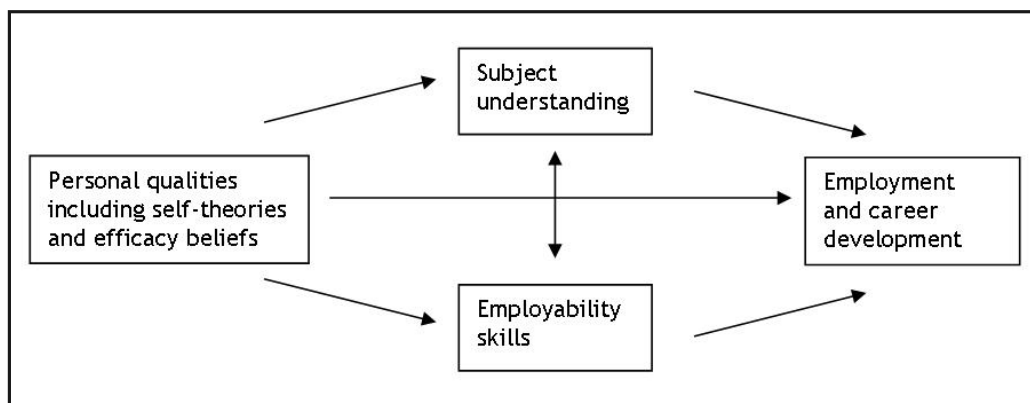 Subject
understanding
Personal qualities
including self-theories
and efficacy beliefs
Employment
and career
development
Employability
skills